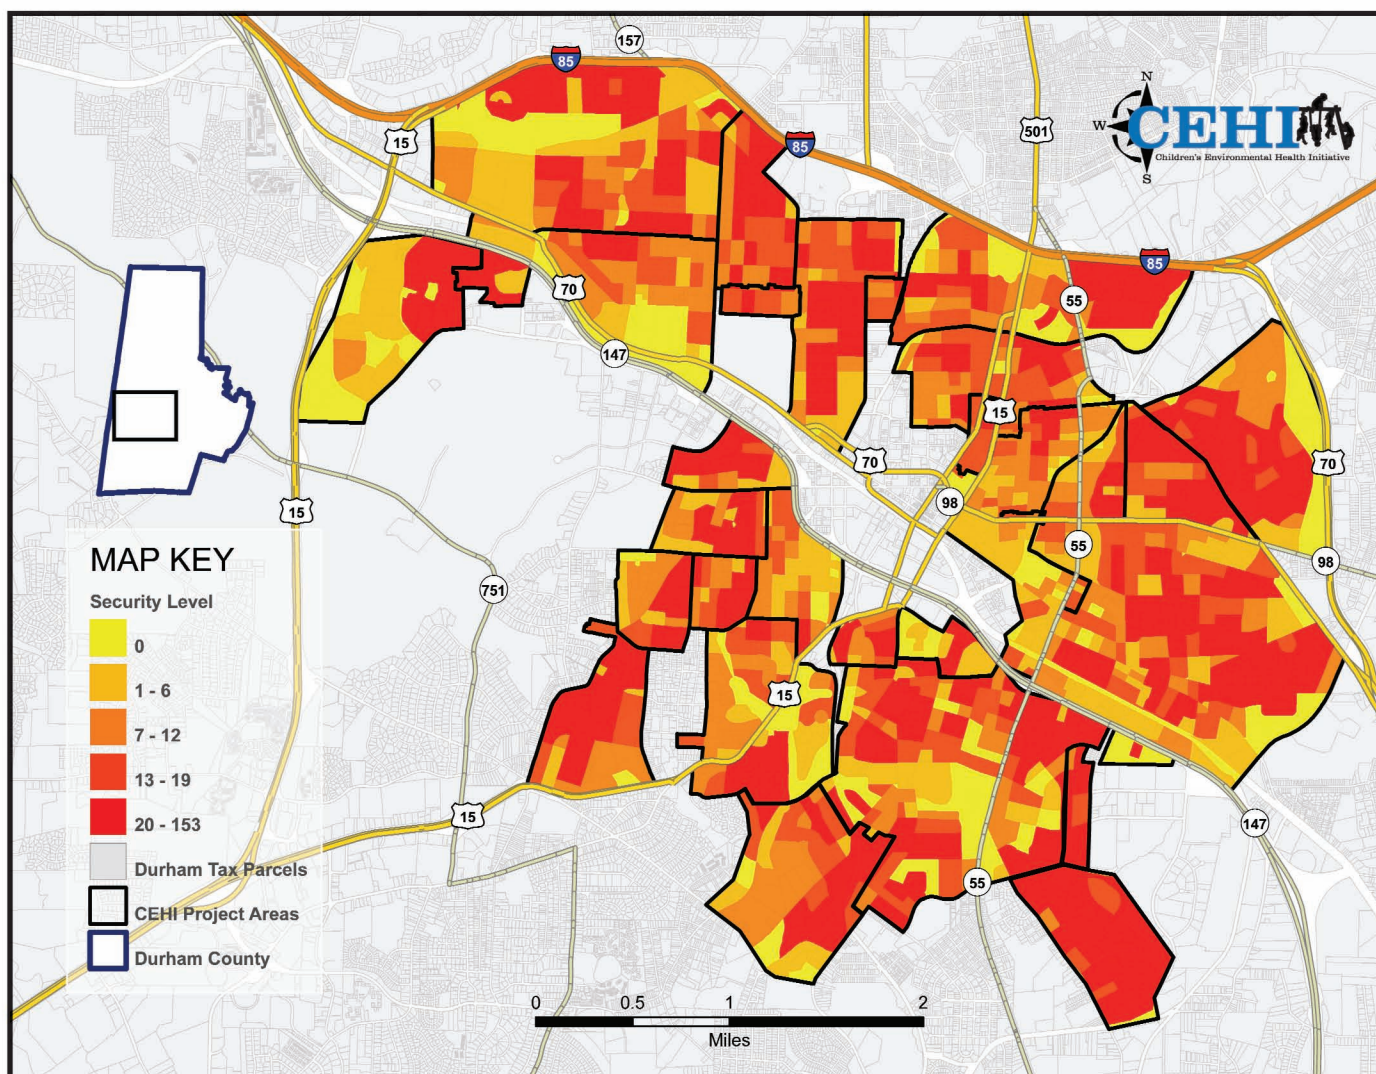 157
85
N
15
501
85
W
CEHI
Children's Environmental Health Initiative
S
85
70
55
147
15
70
70
98
15
MAP KEY
55
98
Security Level
751
0
1 - 6
15
7 - 12
13 - 19
20 - 153
15
147
Durham Tax Parcels
55
CEHI Project Areas
Durham County
0 0.5 1 2
Miles